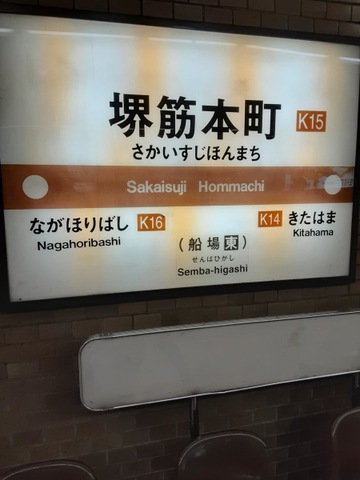 堺筋本町 K15
さかいすじほんまち
Sakaisuji Hommachi
ながほりばし K16
Nagahoribashi
K14 きたはま
Kitahama
（船場東）
せんばひがし
Semba-higashi